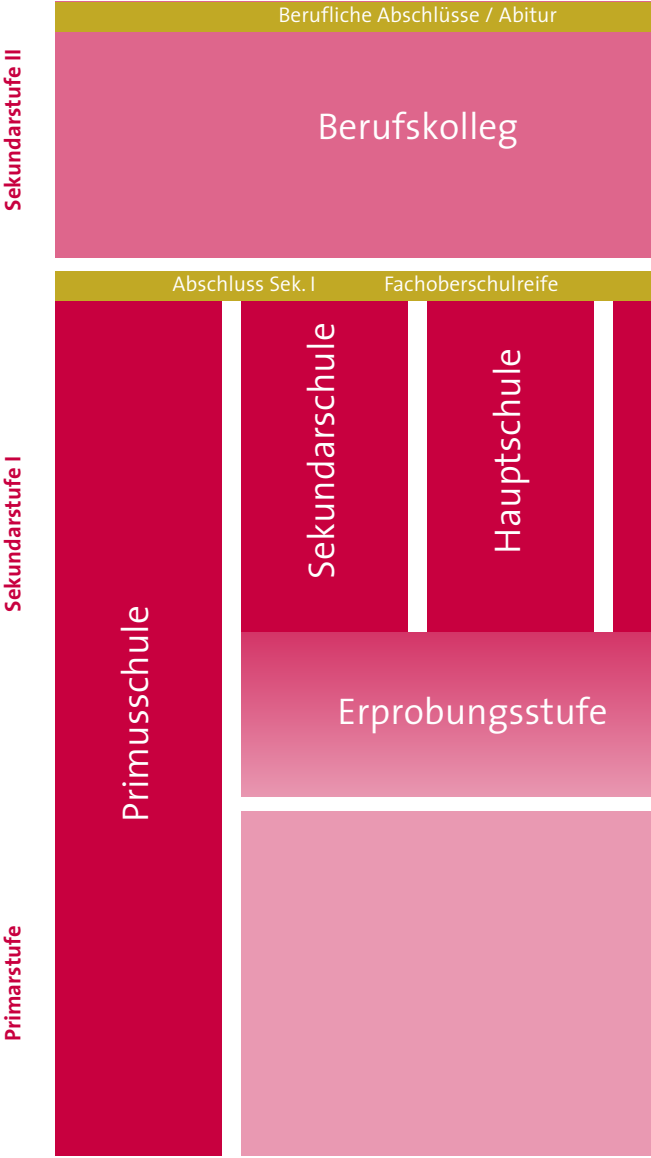 Berufliche Abschlüsse / Abitur
Sekundarstufe II
Berufskolleg
Abschluss Sek. I
Fachoberschulreife
Sekundarstufe I
Primusschule
Sekundarschule
Hauptschule
Erprobungsstufe
Primarstufe